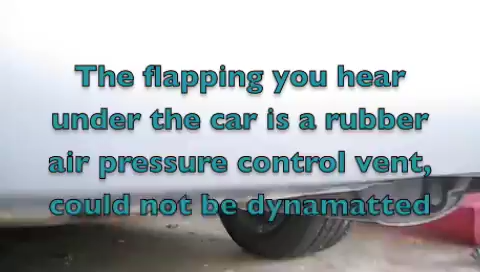 The flapping you hear
under the car is a rubber
air pressure control vent,
could not be dynamatted